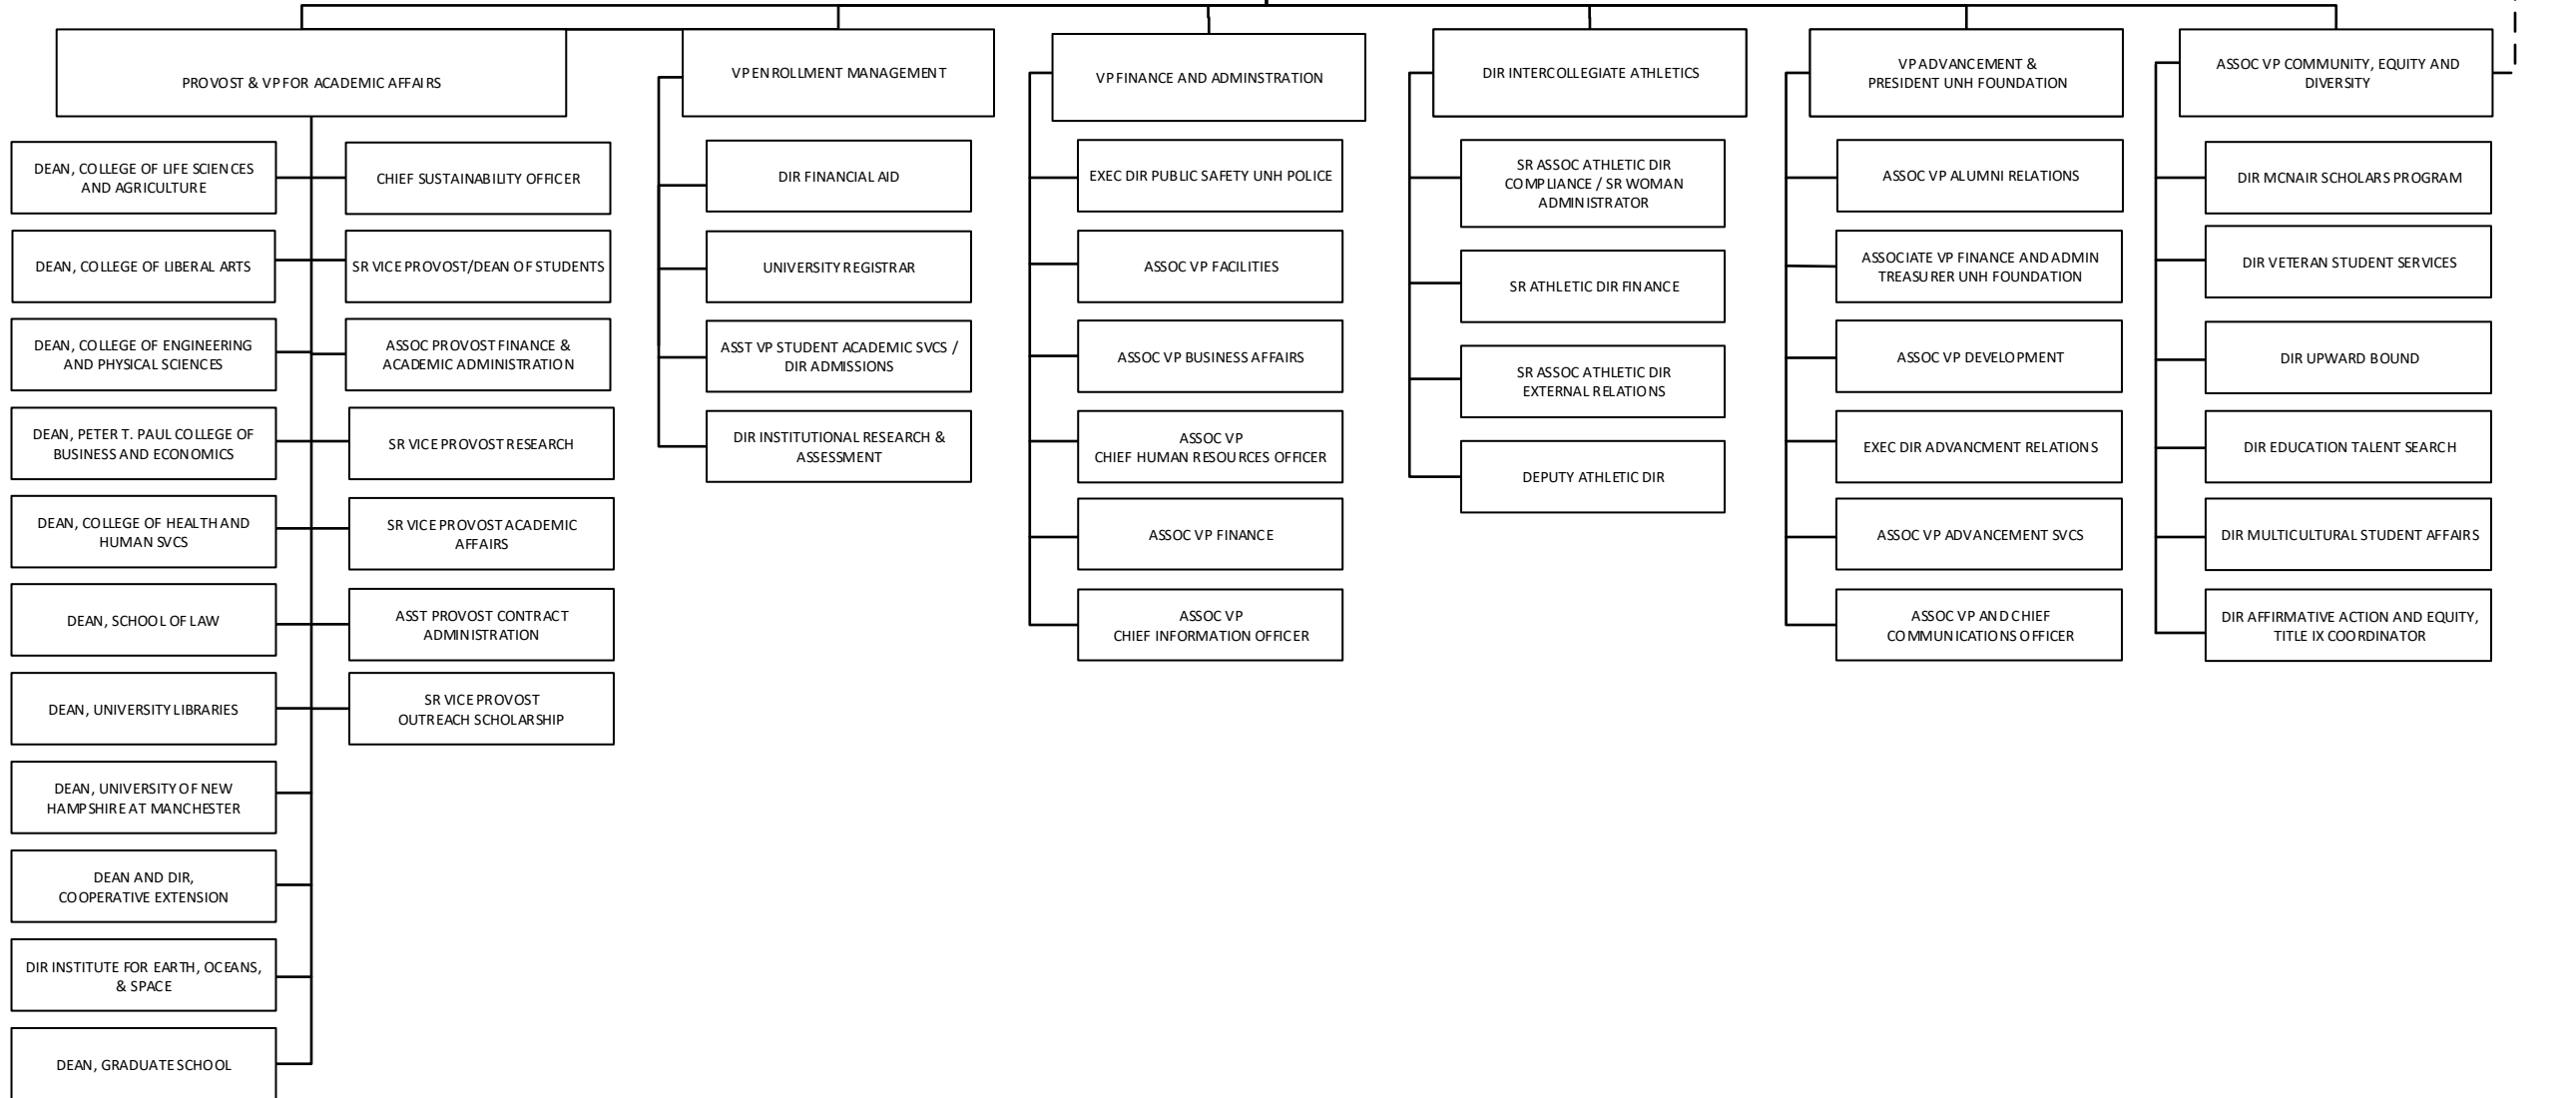 PROVOST & VP FOR ACADEMIC AFFAIRS
DEAN, COLLEGE OF LIFE SCIENCES
AND AGRICULTURE
DEAN, COLLEGE OF LIBERAL ARTS
DEAN, COLLEGE OF ENGINEERING
AND PHYSICAL SCIENCES
DEAN, PETER T. PAUL COLLEGE OF
BUSINESS AND ECONOMICS
DEAN, COLLEGE OF HEALTH AND
HUMAN SVCS
DEAN, SCHOOL OF LAW
DEAN, UNIVERSITY LIBRARIES
DEAN, UNIVERSITY OF NEW
HAMPSHIRE AT MANCHESTER
DEAN AND DIR,
COOPERATIVE EXTENSION
DIR INSTITUTE FOR EARTH, OCEANS,
& SPACE
DEAN, GRADUATE SCHOOL
CHIEF SUSTAINABILITY OFFICER
SR VICE PROVOST/DEAN OF STUDENTS
ASSOC PROVOST FINANCE &
ACADEMIC ADMINISTRATION
SR VICE PROVOST RESEARCH
SR VICE PROVOST ACADEMIC
AFFAIRS
ASST PROVOST CONTRACT
ADMINISTRATION
SR VICE PROVOST
OUTREACH SCHOLARSHIP
VP ENROLLMENT MANAGEMENT
DIR FINANCIAL AID
UNIVERSITY REGISTRAR
ASST VP STUDENT ACADEMIC SVCS /
DIR ADMISSIONS
DIR INSTITUTIONAL RESEARCH &
ASSESSMENT
VP FINANCE AND ADMINSTRATION
EXEC DIR PUBLIC SAFETY UNH POLICE
ASSOC VP FACILITIES
ASSOC VP BUSINESS AFFAIRS
ASSOC VP
CHIEF HUMAN RESOURCES OFFICER
ASSOC VP FINANCE
ASSOC VP
CHIEF INFORMATION OFFICER
DIR INTERCOLLEGIATE ATHLETICS
SR ASSOC ATHLETIC DIR
COMPLIANCE / SR WOMAN
ADMINISTRATOR
SR ATHLETIC DIR FINANCE
SR ASSOC ATHLETIC DIR
EXTERNAL RELATIONS
DEPUTY ATHLETIC DIR
VP ADVANCEMENT &
PRESIDENT UNH FOUNDATION
ASSOC VP ALUMNI RELATIONS
ASSOCIATE VP FINANCE AND ADMIN
TREASURER UNH FOUNDATION
ASSOC VP DEVELOPMENT
EXEC DIR ADVANCMENT RELATIONS
ASSOC VP ADVANCEMENT SVCS
ASSOC VP AND CHIEF
COMMUNICATIONS OFFICER
ASSOC VP COMMUNITY, EQUITY AND
DIVERSITY
DIR MCNAIR SCHOLARS PROGRAM
DIR VETERAN STUDENT SERVICES
DIR UPWARD BOUND
DIR EDUCATION TALENT SEARCH
DIR MULTICULTURAL STUDENT AFFAIRS
DIR AFFIRMATIVE ACTION AND EQUITY,
TITLE IX COORDINATOR